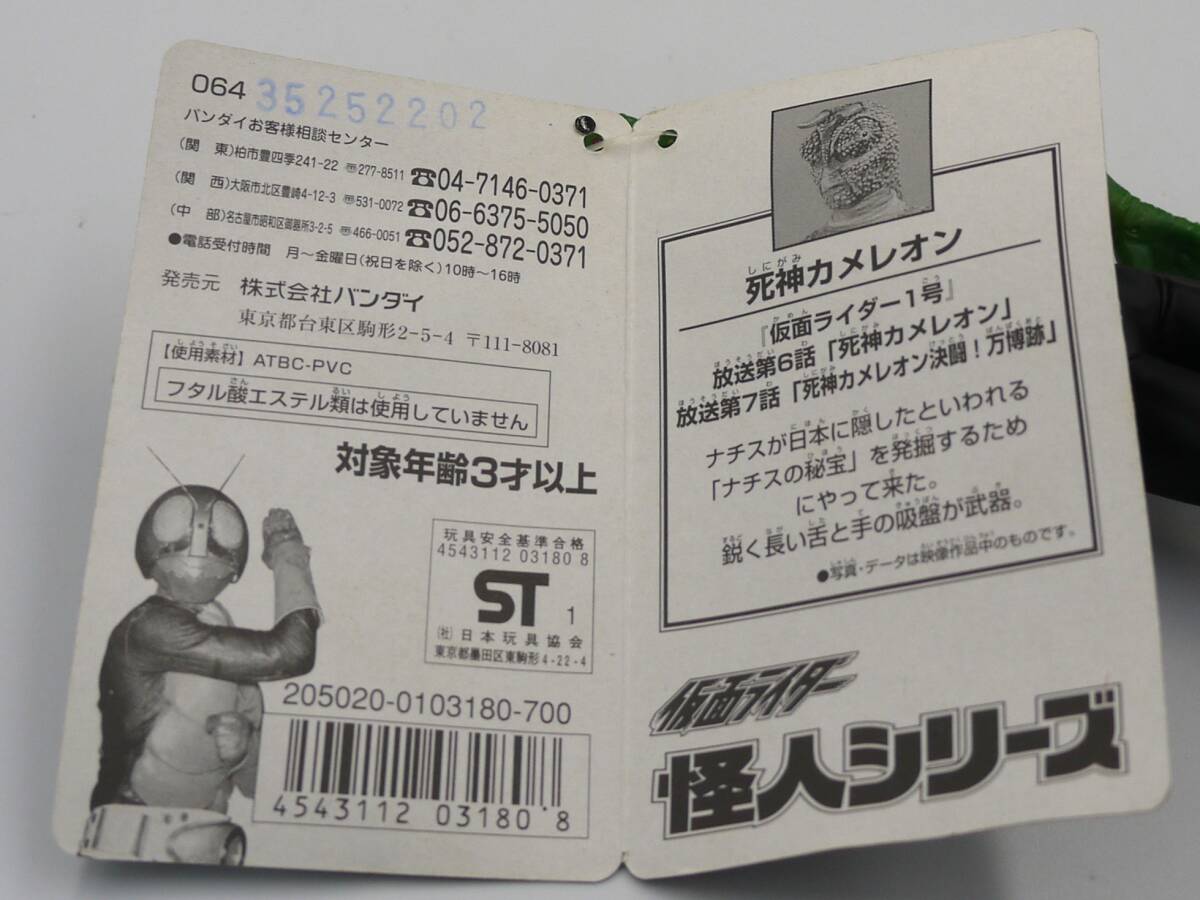 064 35252202
バンダイお客様相談センター
(関 東)柏市豊四季241-22 〠277-8511 ☎04-7146-0371
(関 西)大阪市北区豊崎4-12-3 〠531-0072 ☎06-6375-5050
(中 部)名古屋市昭和区御器所3-2-5 〠466-0051 ☎052-872-0371
●電話受付時間 月〜金曜日(祝日を除く)10時〜16時
発売元 株式会社バンダイ
東京都台東区駒形2-5-4 〒111-8081
【使用素材】ATBC-PVC
フタル酸エステル類は使用していません
対象年齢3才以上
玩具安全基準合格
4543112 03180 8
ST 1
(社)日本玩具協会
東京都墨田区東駒形4-22-4
205020-0103180-700
4543112 03180 8
死神カメレオン
『仮面ライダー1号』
放送第6話「死神カメレオン」
放送第7話「死神カメレオン決闘!万博跡」
ナチスが日本に隠したといわれる
「ナチスの秘宝」を発掘するため
にやって来た。
鋭く長い舌と手の吸盤が武器。
●写真・データは映像作品中のものです。
仮面ライダー
怪人シリーズ